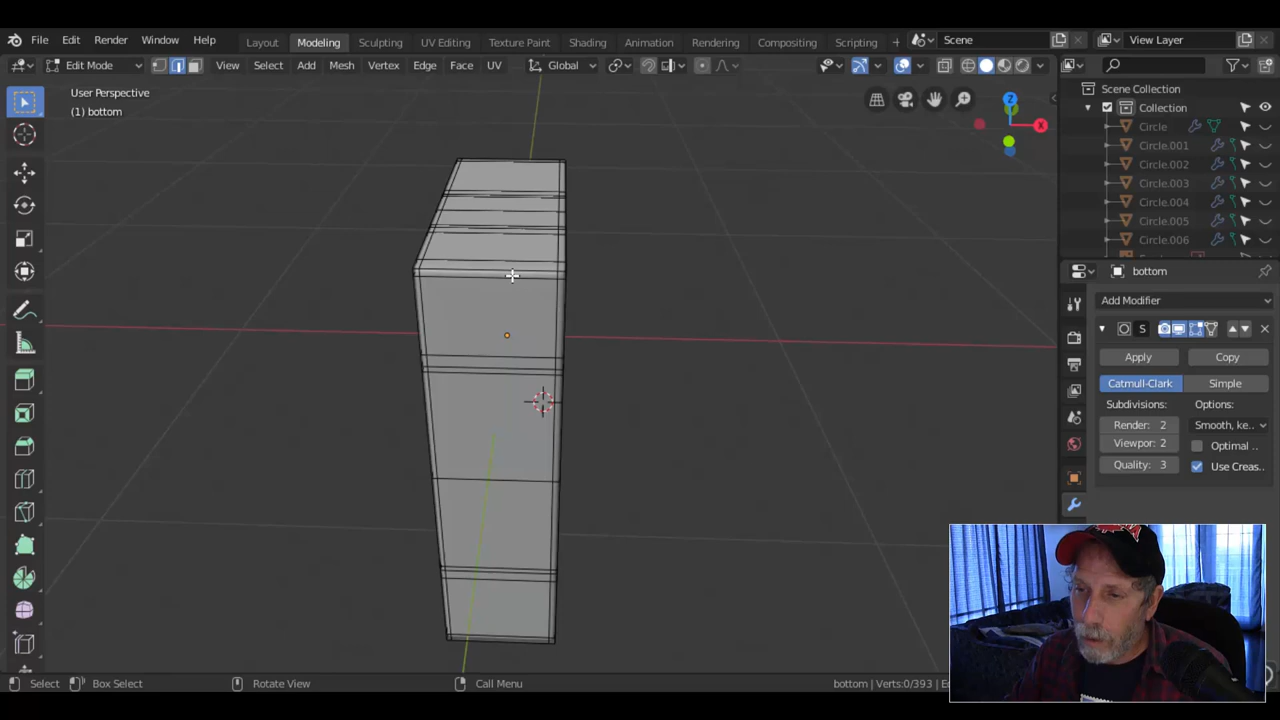 File Edit Render Window Help
Layout Modeling Sculpting UV Editing Texture Paint Shading Animation Rendering Compositing Scripting +
Scene
View Layer
Edit Mode
View Select Add Mesh Vertex Edge Face UV
Global
User Perspective
(1) bottom
Z
X
Scene Collection
Collection
Circle
Circle.001
Circle.002
Circle.003
Circle.004
Circle.005
Circle.006
bottom
Add Modifier
S
Apply Copy
Catmull-Clark Simple
Subdivisions: Options:
Render: 2 Smooth, ke..
Viewpor: 2 Optimal ..
Quality: 3 Use Creas..
Select Box Select Rotate View Call Menu
bottom | Verts:0/393 | E